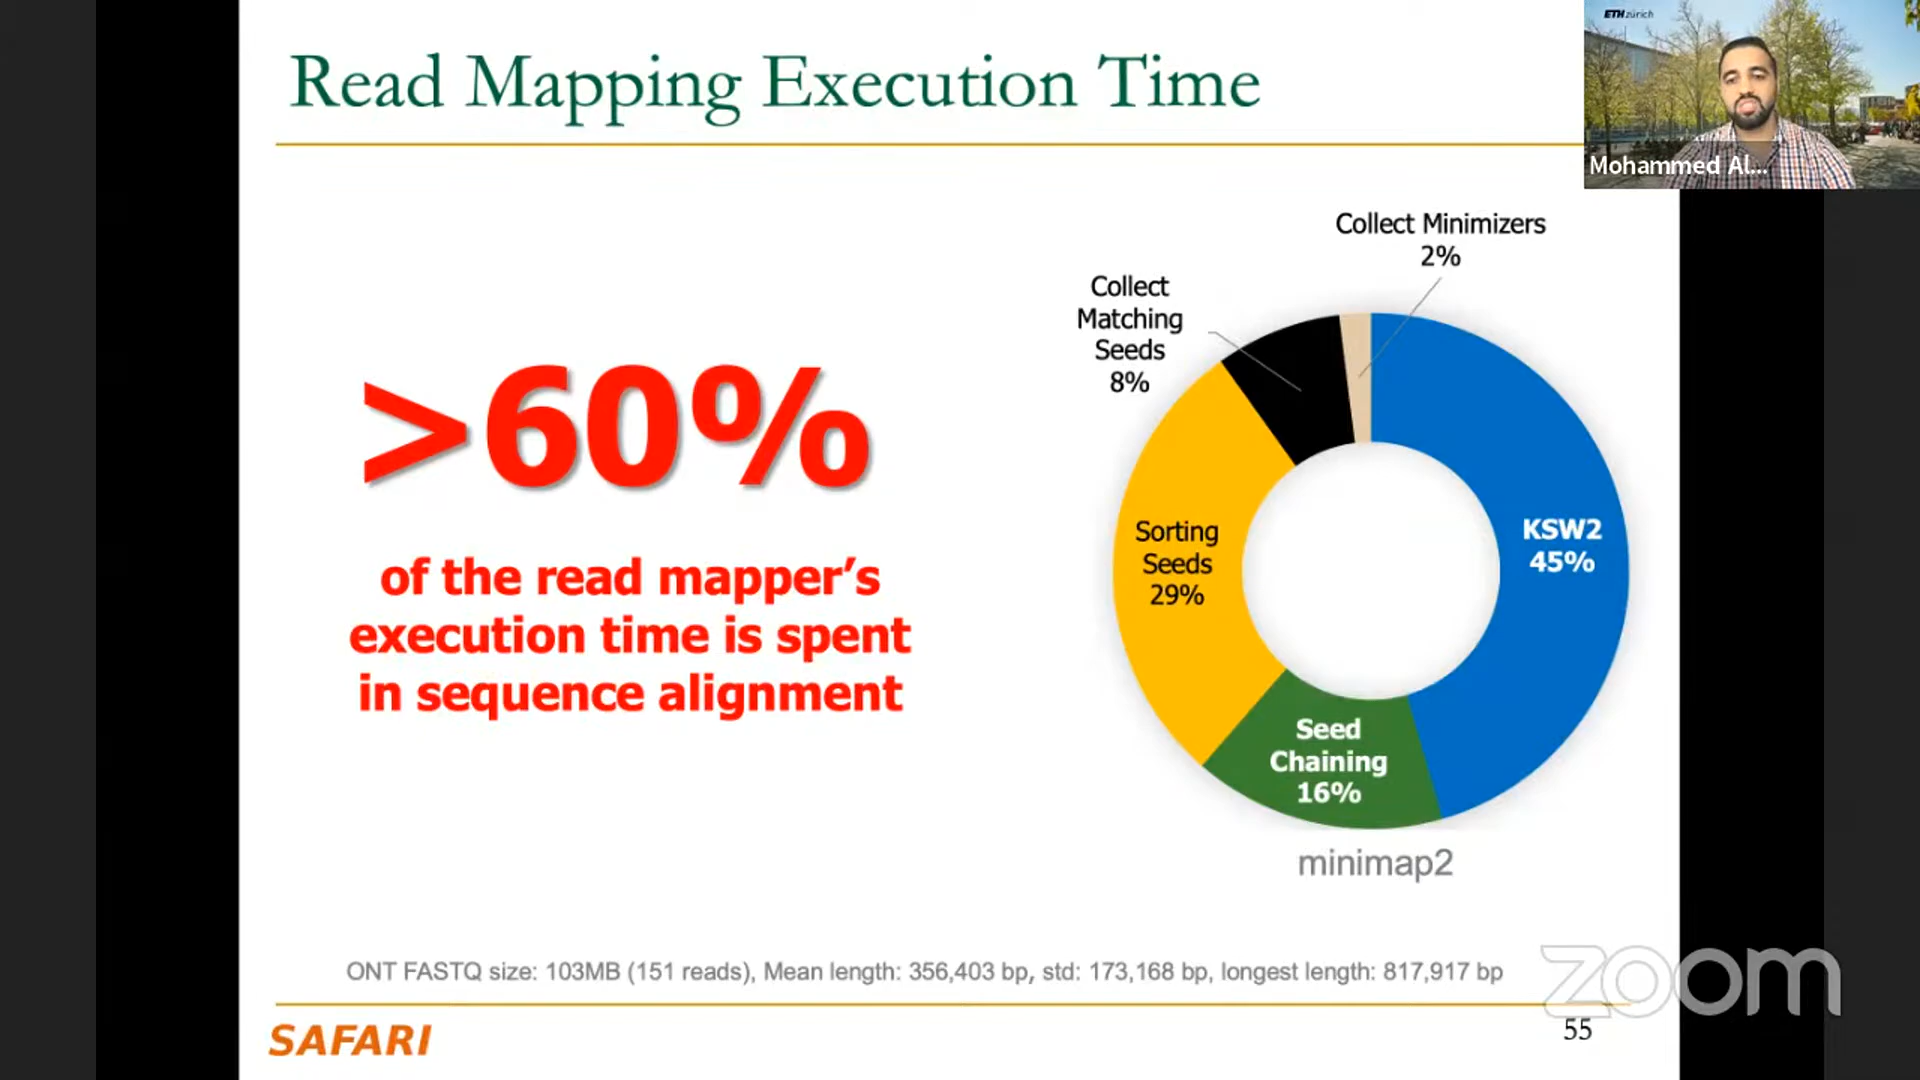 Read Mapping Execution Time
ETH zürich
Mohammed Al...
Collect Minimizers
2%
Collect
Matching
Seeds
8%
>60%
of the read mapper’s
execution time is spent
in sequence alignment
Sorting
Seeds
29%
KSW2
45%
Seed
Chaining
16%
minimap2
ONT FASTQ size: 103MB (151 reads), Mean length: 356,403 bp, std: 173,168 bp, longest length: 817,917 bp
zoom
SAFARI
55